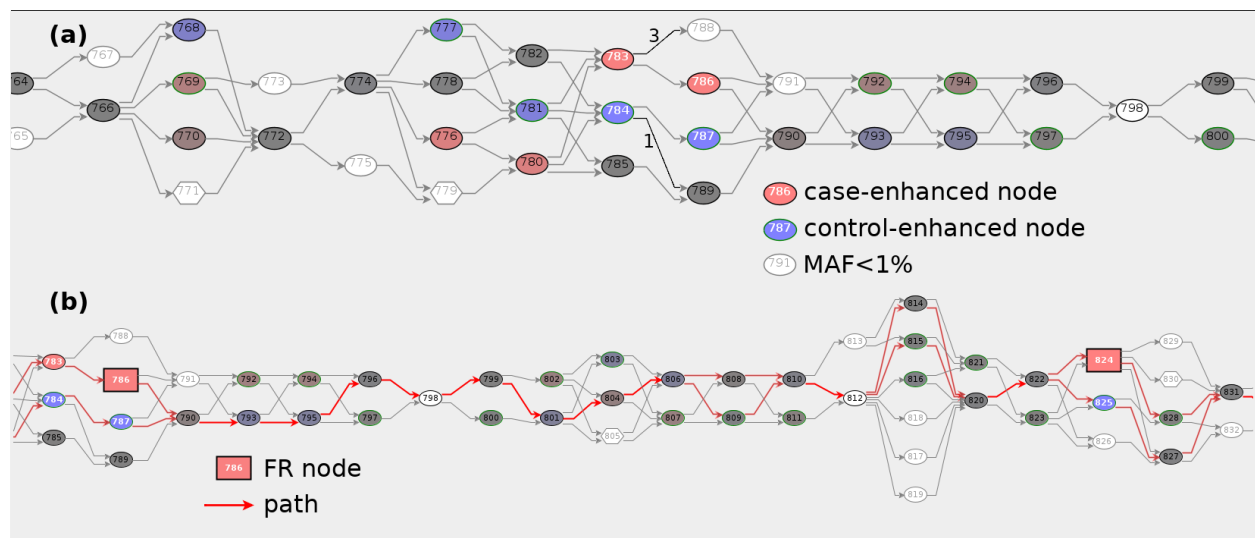 (a)
768 777 3 788
767 782 783
64 769 773 774 778 786 791 792 794 796 799
766 781 784 787 798
65 770 772 776 1 790 793 795 797 800
775 780 785
771 779 789
786 case-enhanced node
787 control-enhanced node
791 MAF<1%
(b)
814
788 813 815 829
783 803 821 824
786 791 792 794 796 799 802 806 808 810 816 822 830
784 798 804 812 820 825 831
787 790 793 795 797 800 801 807 809 811 818 823 828
785 805 826 832
789 817 827
786 FR node
819
path